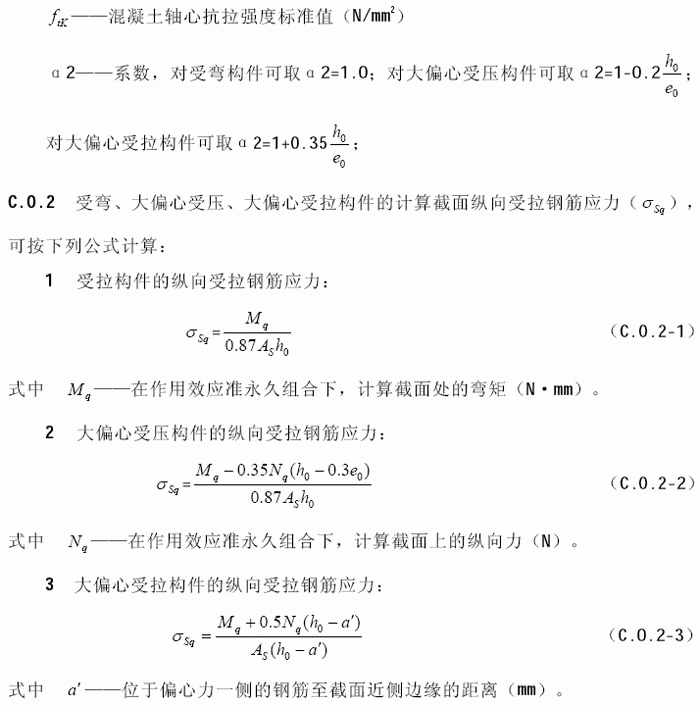 f_{tK}——混凝土轴心抗拉强度标准值（N/mm²）
α2——系数，对受弯构件可取α2=1.0；对大偏心受压构件可取α2=1-0.2\frac{h_0}{e_0}；
对大偏心受拉构件可取α2=1+0.35\frac{h_0}{e_0}；
C.0.2 受弯、大偏心受压、大偏心受拉构件的计算截面纵向受拉钢筋应力（σ_{Sq}），
可按下列公式计算：
1 受拉构件的纵向受拉钢筋应力：
σ_{Sq}=\frac{M_q}{0.87A_S h_0} （C.0.2-1）
式中 M_q——在作用效应准永久组合下，计算截面处的弯矩（N·mm）。
2 大偏心受压构件的纵向受拉钢筋应力：
σ_{Sq}=\frac{M_q-0.35N_q(h_0-0.3e_0)}{0.87A_S h_0} （C.0.2-2）
式中 N_q——在作用效应准永久组合下，计算截面上的纵向力（N）。
3 大偏心受拉构件的纵向受拉钢筋应力：
σ_{Sq}=\frac{M_q+0.5N_q(h_0-a′)}{A_S(h_0-a′)} （C.0.2-3）
式中 a′——位于偏心力一侧的钢筋至截面近侧边缘的距离（mm）。